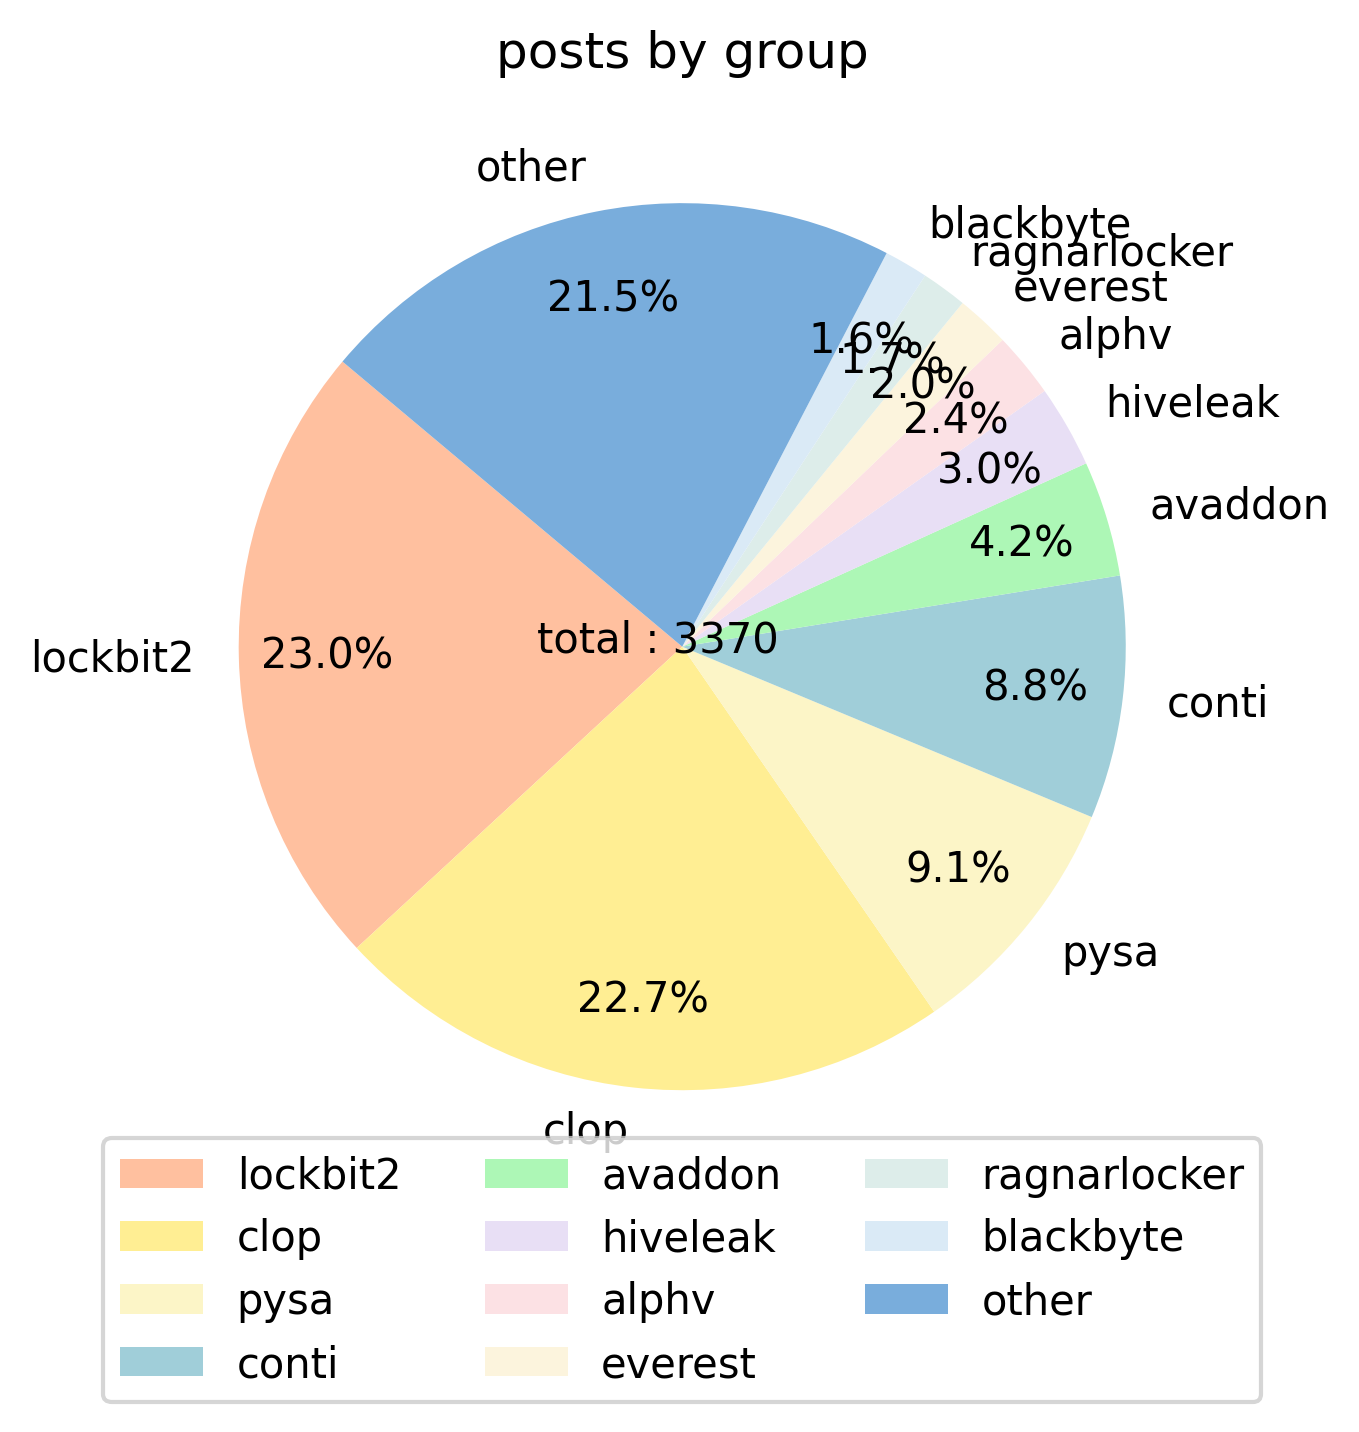 posts by group
other
blackbyte
ragnarlocker
everest
alphv
hiveleak
avaddon
conti
pysa
clop
lockbit2
21.5%
1.6%
1.7%
2.0%
2.4%
3.0%
4.2%
8.8%
9.1%
22.7%
23.0%
total : 3370
lockbit2
clop
pysa
conti
avaddon
hiveleak
alphv
everest
ragnarlocker
blackbyte
other